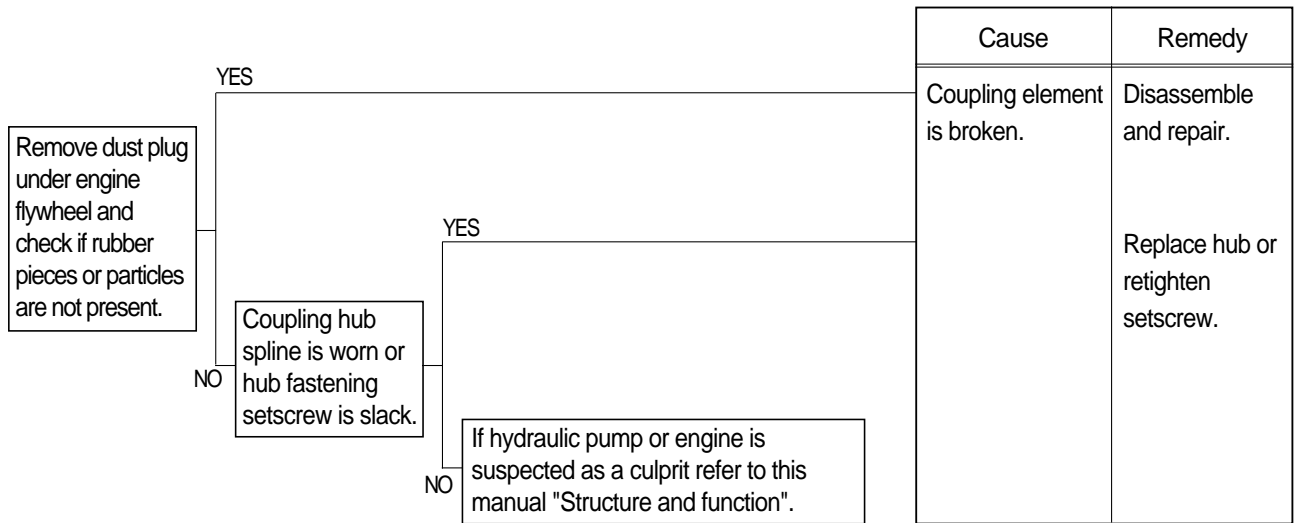 Cause
Remedy
YES
Coupling element
is broken.
Disassemble
and repair.
Remove dust plug
under engine
flywheel and
check if rubber
pieces or particles
are not present.
YES
Replace hub or
retighten
setscrew.
NO
Coupling hub
spline is worn or
hub fastening
setscrew is slack.
NO
If hydraulic pump or engine is
suspected as a culprit refer to this
manual "Structure and function".